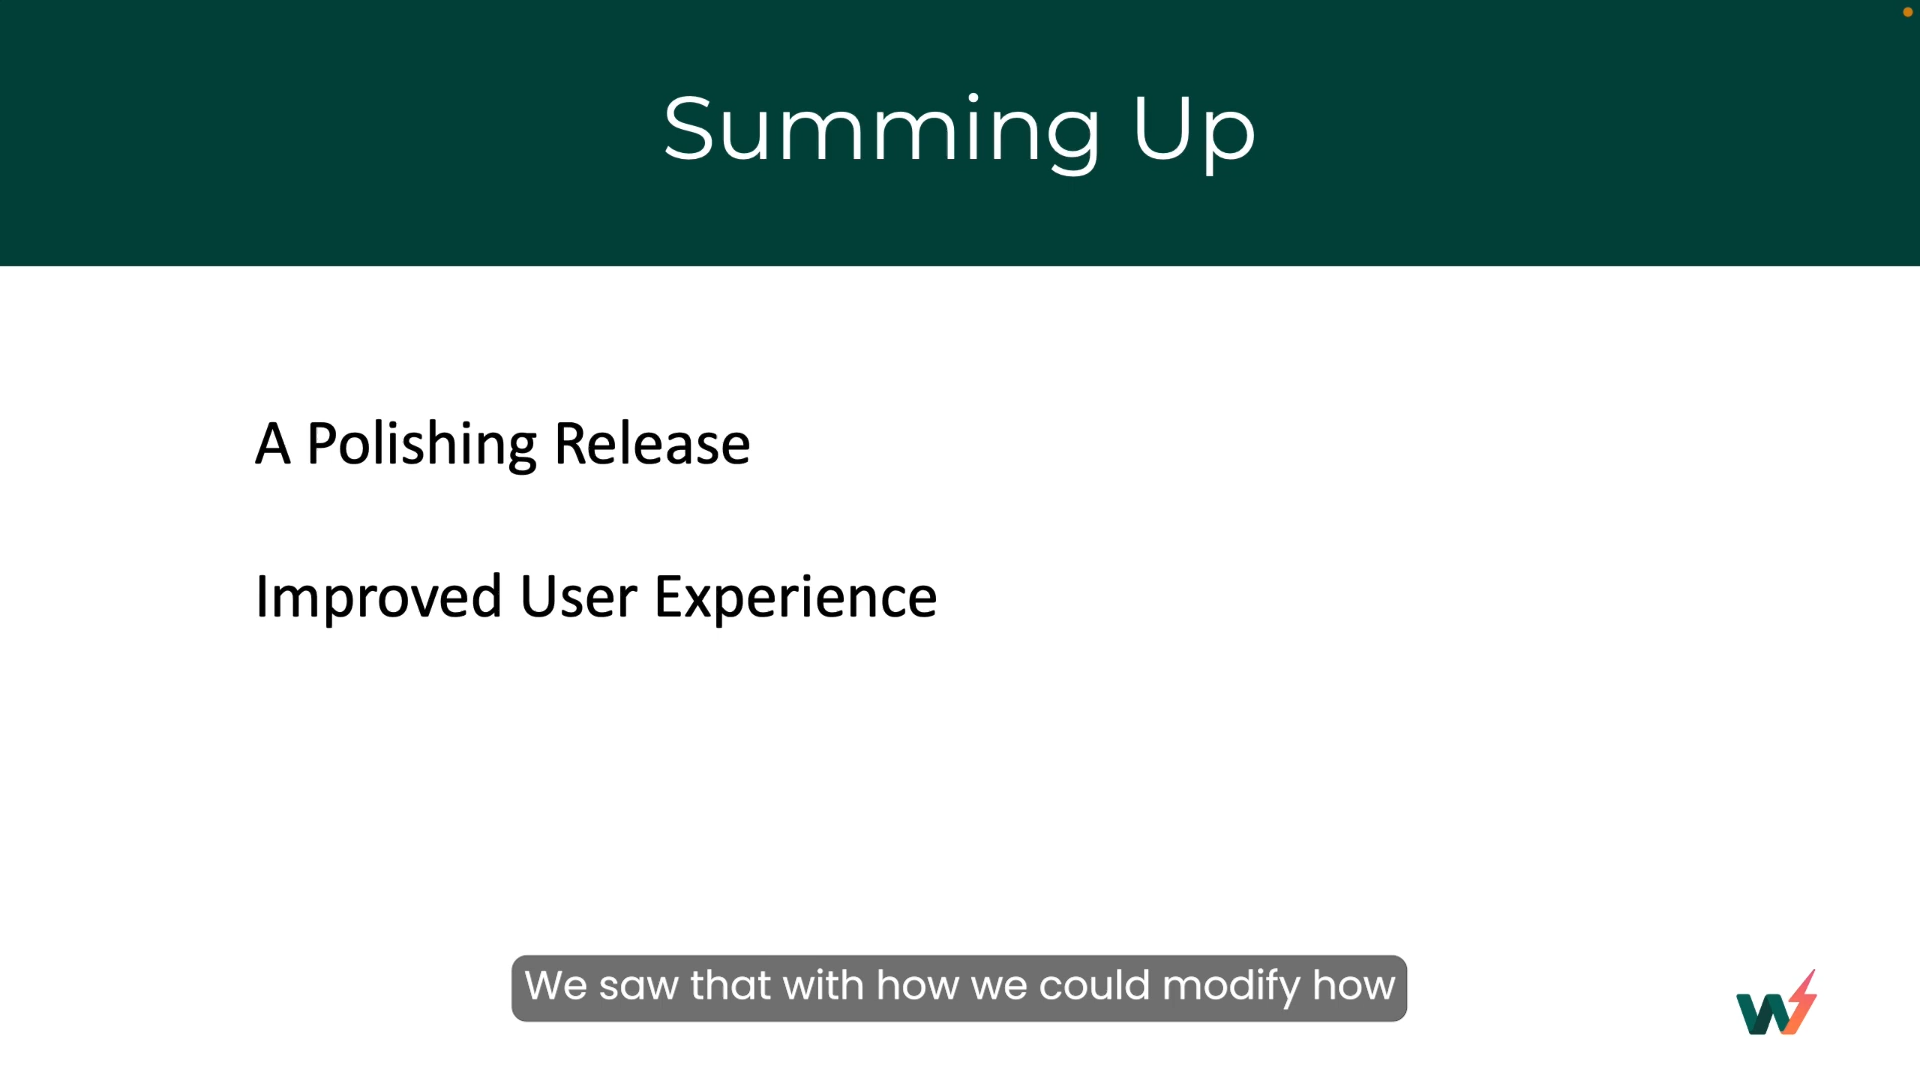 Summing Up
A Polishing Release
Improved User Experience
We saw that with how we could modify how